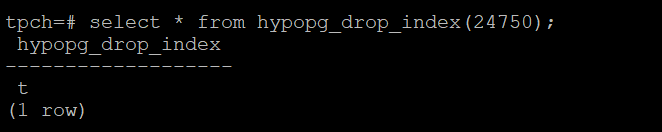 tpch=# select * from hypopg_drop_index(24750);
 hypopg_drop_index
-------------------
 t
(1 row)